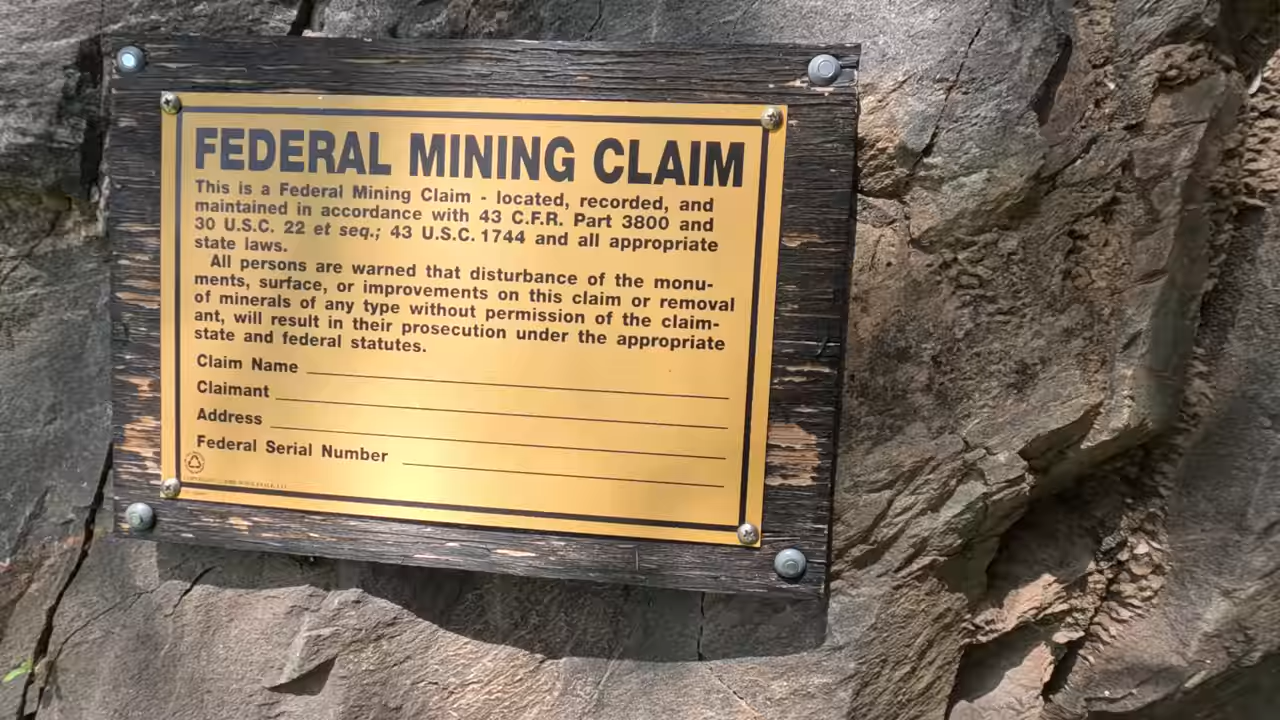 FEDERAL MINING CLAIM
This is a Federal Mining Claim - located, recorded, and
maintained in accordance with 43 C.F.R. Part 3800 and
30 U.S.C. 22 et seq.; 43 U.S.C. 1744 and all appropriate
state laws.
All persons are warned that disturbance of the monu-
ments, surface, or improvements on this claim or removal
of minerals of any type without permission of the claim-
ant, will result in their prosecution under the appropriate
state and federal statutes.
Claim Name
Claimant
Address
Federal Serial Number